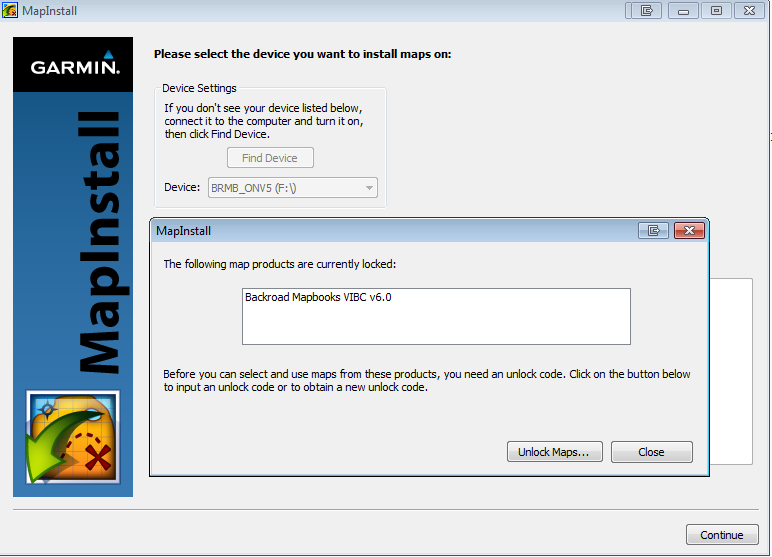 MapInstall
Please select the device you want to install maps on:
GARMIN.
MapInstall
Device Settings
If you don't see your device listed below,
connect it to the computer and turn it on,
then click Find Device.
Find Device
Device: BRMB_ONV5 (F:\)
MapInstall
The following map products are currently locked:
Backroad Mapbooks VIBC v6.0
Before you can select and use maps from these products, you need an unlock code. Click on the button below
to input an unlock code or to obtain a new unlock code.
Unlock Maps... Close
Continue